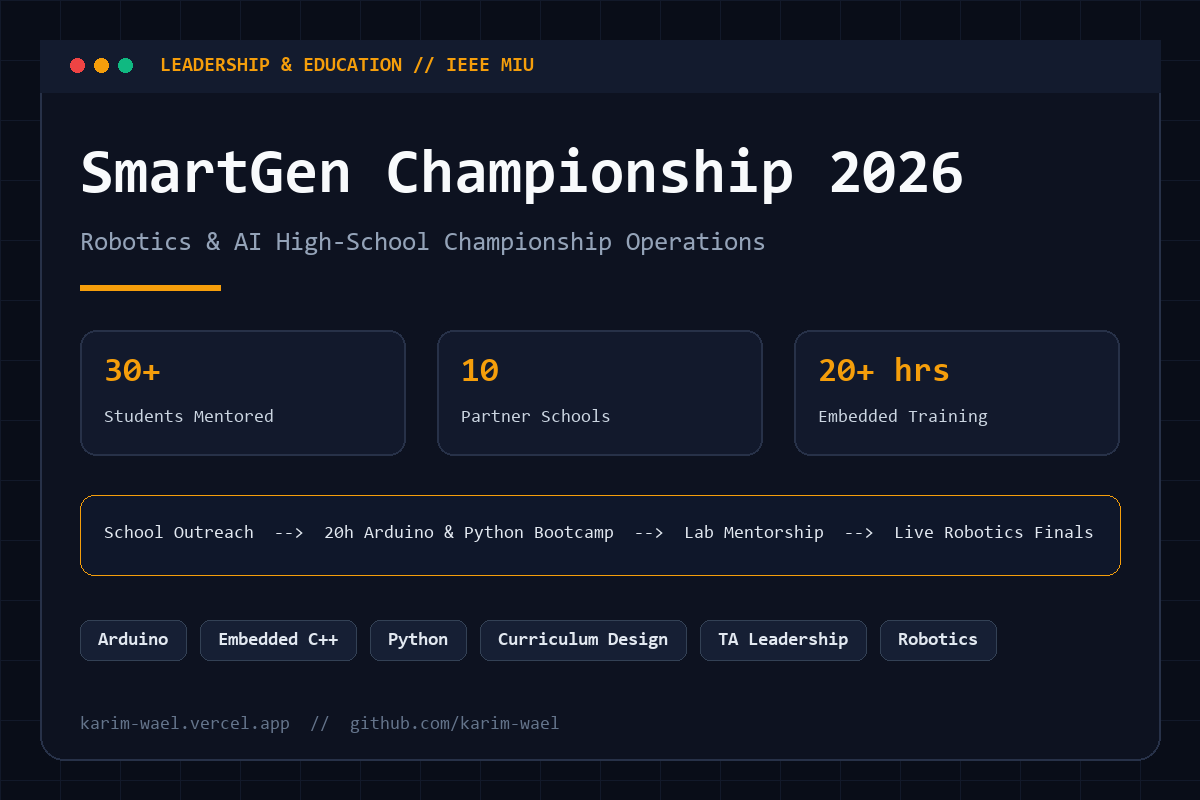 LEADERSHIP & EDUCATION // IEEE MIU
SmartGen Championship 2026
Robotics & AI High-School Championship Operations
30+
Students Mentored
10
Partner Schools
20+ hrs
Embedded Training
School Outreach --> 20h Arduino & Python Bootcamp --> Lab Mentorship --> Live Robotics Finals
Arduino Embedded C++ Python Curriculum Design TA Leadership Robotics
karim-wael.vercel.app // github.com/karim-wael